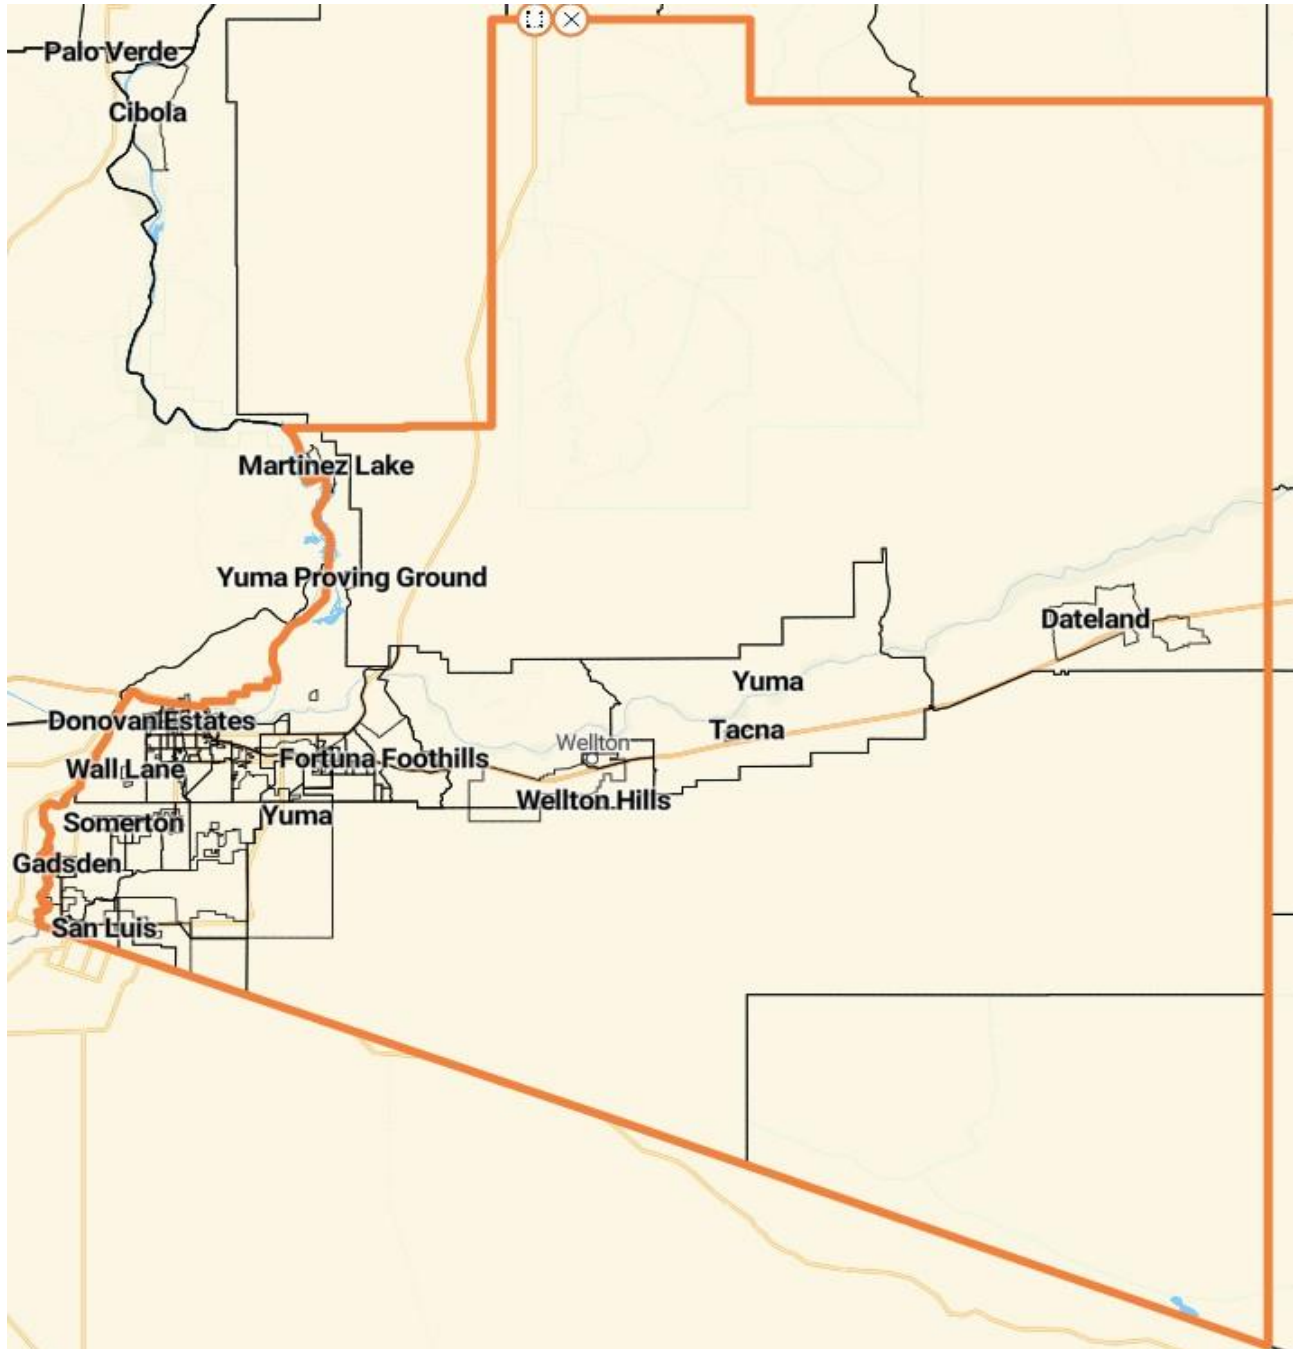 Palo Verde
Cibola
Martinez Lake
Yuma Proving Ground
Dateland
Yuma
Donovan Estates
Tacna
Wellton
Fortuna Foothills
Wall Lane
Wellton Hills
Yuma
Somerton
Gadsden
San Luis